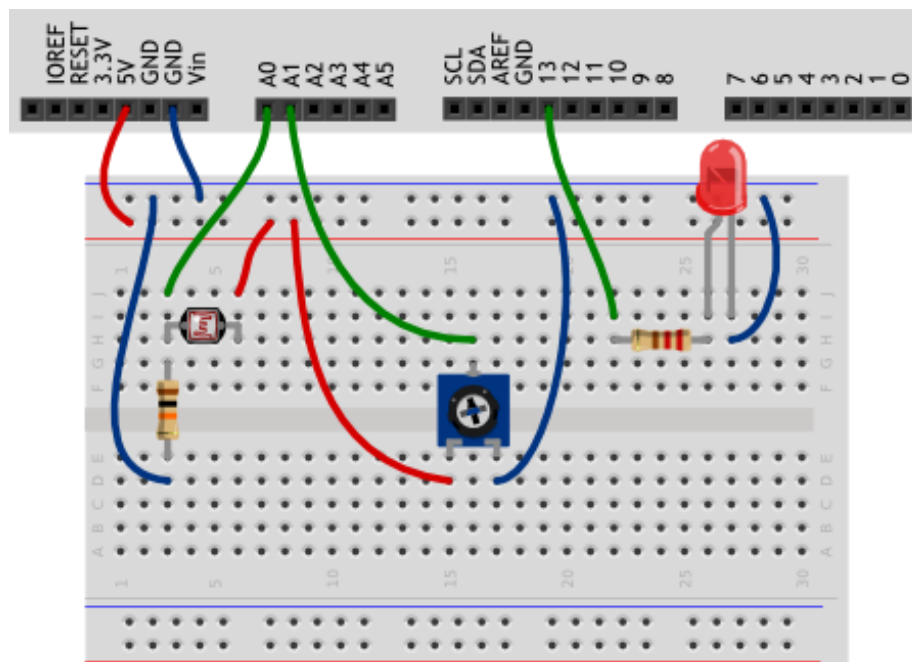 IOREF
RESET
3.3V
5V
GND
GND
Vin
A0
A1
A2
A3
A4
A5
SCL
SDA
AREF
GND
13
12
11
10
9
8
7
6
5
4
3
2
1
0
1 5 15 25 30
J J
I I
H H
G G
F F
E E
D D
C C
B B
A A
1 5 10 15 20 25 30